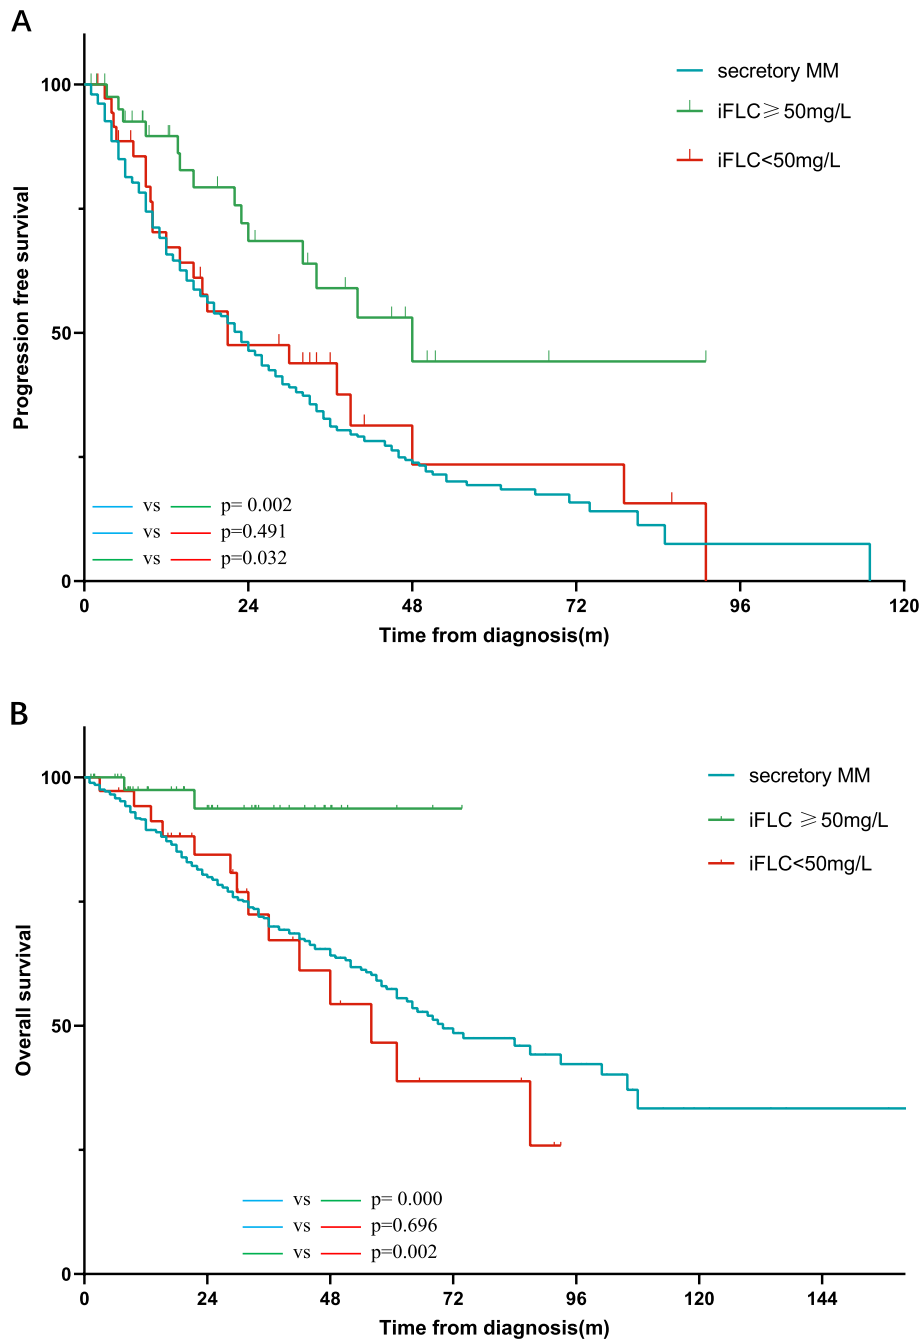 A
secretory MM
iFLC⩾50mg/L
iFLC<50mg/L
100
50
0
Progression free survival
vs p= 0.002
vs p=0.491
vs p=0.032
0 24 48 72 96 120
Time from diagnosis(m)
B
secretory MM
iFLC ⩾50mg/L
iFLC<50mg/L
100
50
0
Overall survival
vs p= 0.000
vs p=0.696
vs p=0.002
0 24 48 72 96 120 144
Time from diagnosis(m)